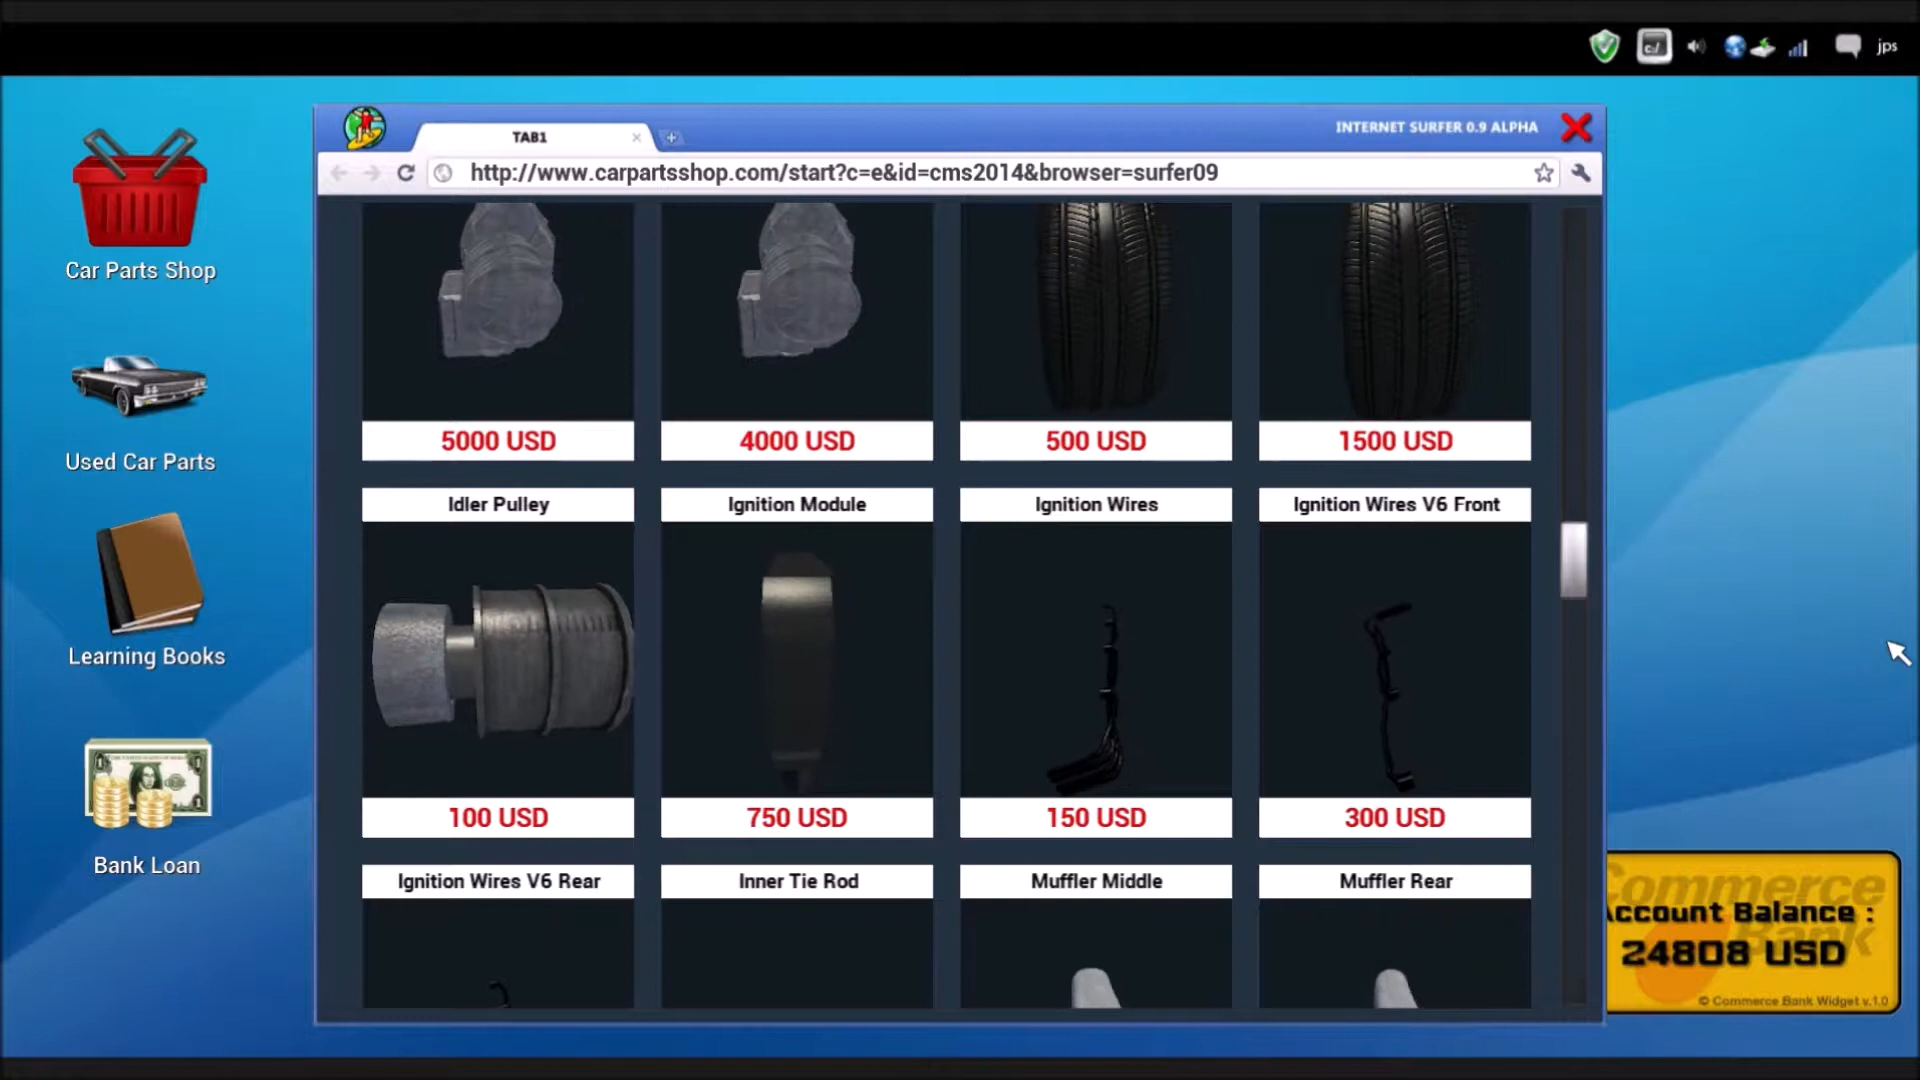 jps
TAB1
INTERNET SURFER 0.9 ALPHA
http://www.carpartsshop.com/start?c=e&id=cms2014&browser=surfer09
Car Parts Shop
Used Car Parts
Learning Books
Bank Loan
5000 USD
4000 USD
500 USD
1500 USD
Idler Pulley
Ignition Module
Ignition Wires
Ignition Wires V6 Front
100 USD
750 USD
150 USD
300 USD
Ignition Wires V6 Rear
Inner Tie Rod
Muffler Middle
Muffler Rear
Commerce
Bank
Account Balance :
24808 USD
© Commerce Bank Widget v.1.0